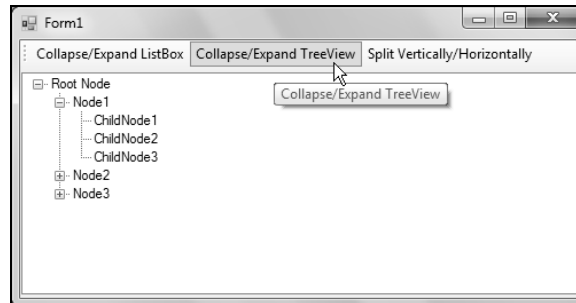 Form1
Collapse/Expand ListBox Collapse/Expand TreeView Split Vertically/Horizontally
Root Node
Collapse/Expand TreeView
Node1
ChildNode1
ChildNode2
ChildNode3
Node2
Node3